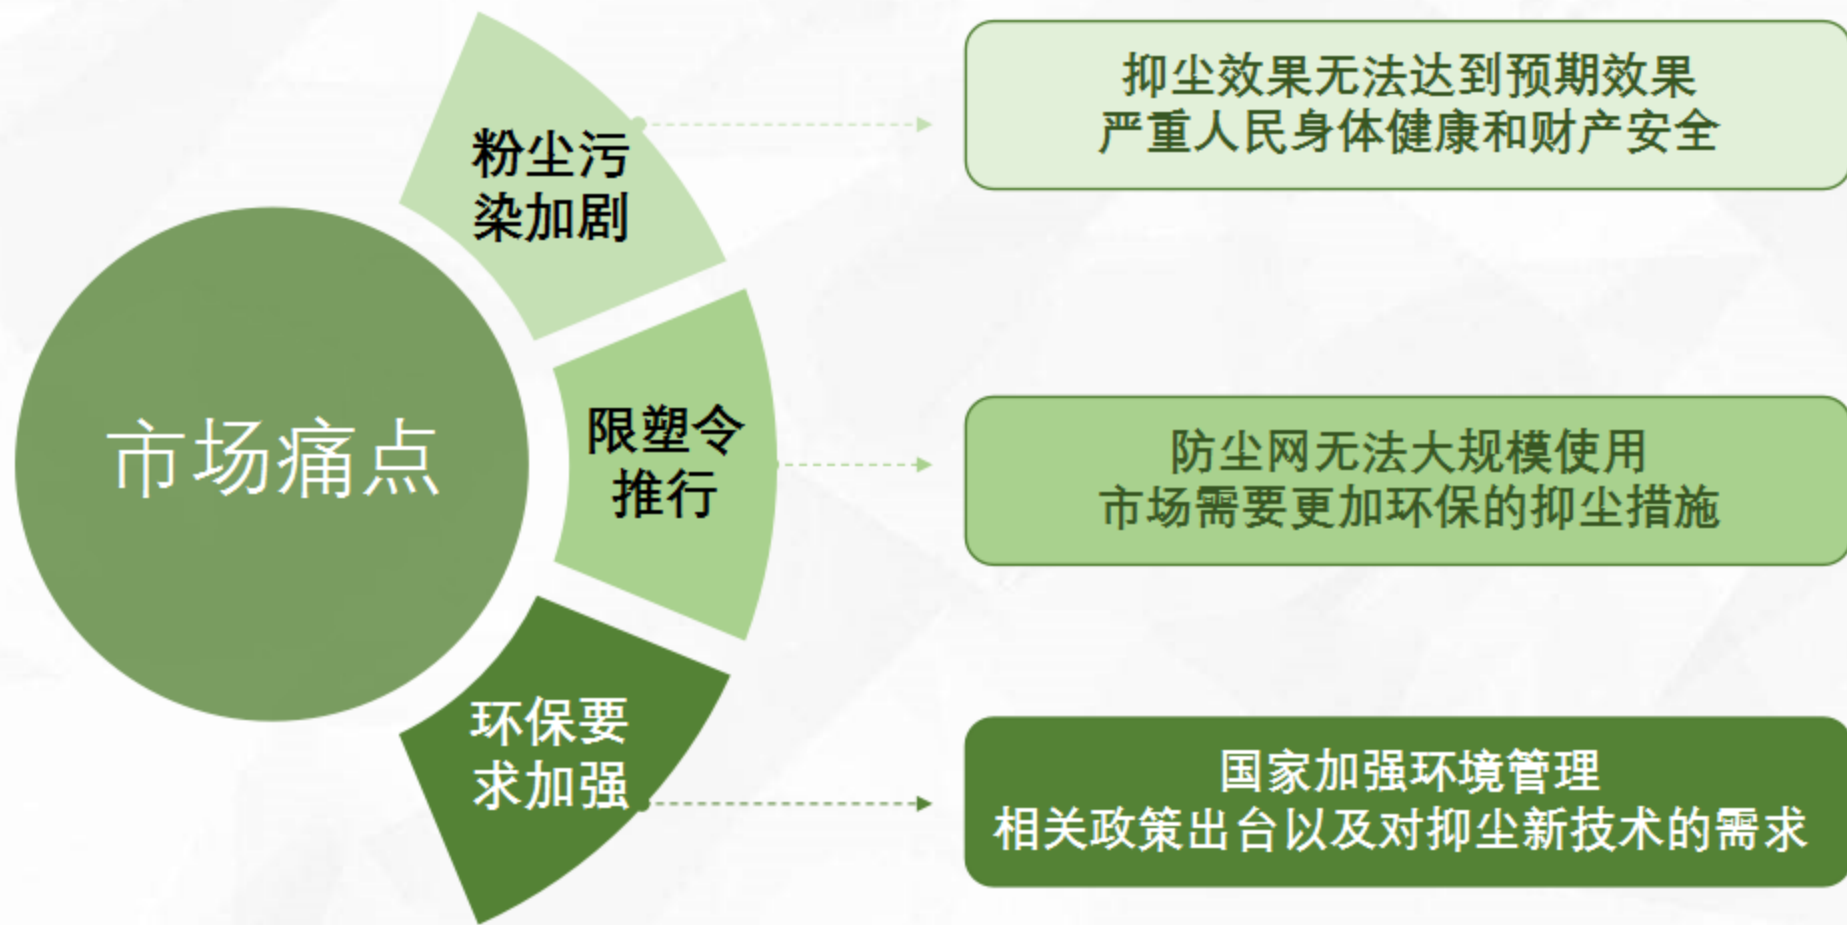 市场痛点
粉尘污
染加剧
抑尘效果无法达到预期效果
严重人民身体健康和财产安全
限塑令
推行
防尘网无法大规模使用
市场需要更加环保的抑尘措施
环保要
求加强
国家加强环境管理
相关政策出台以及对抑尘新技术的需求